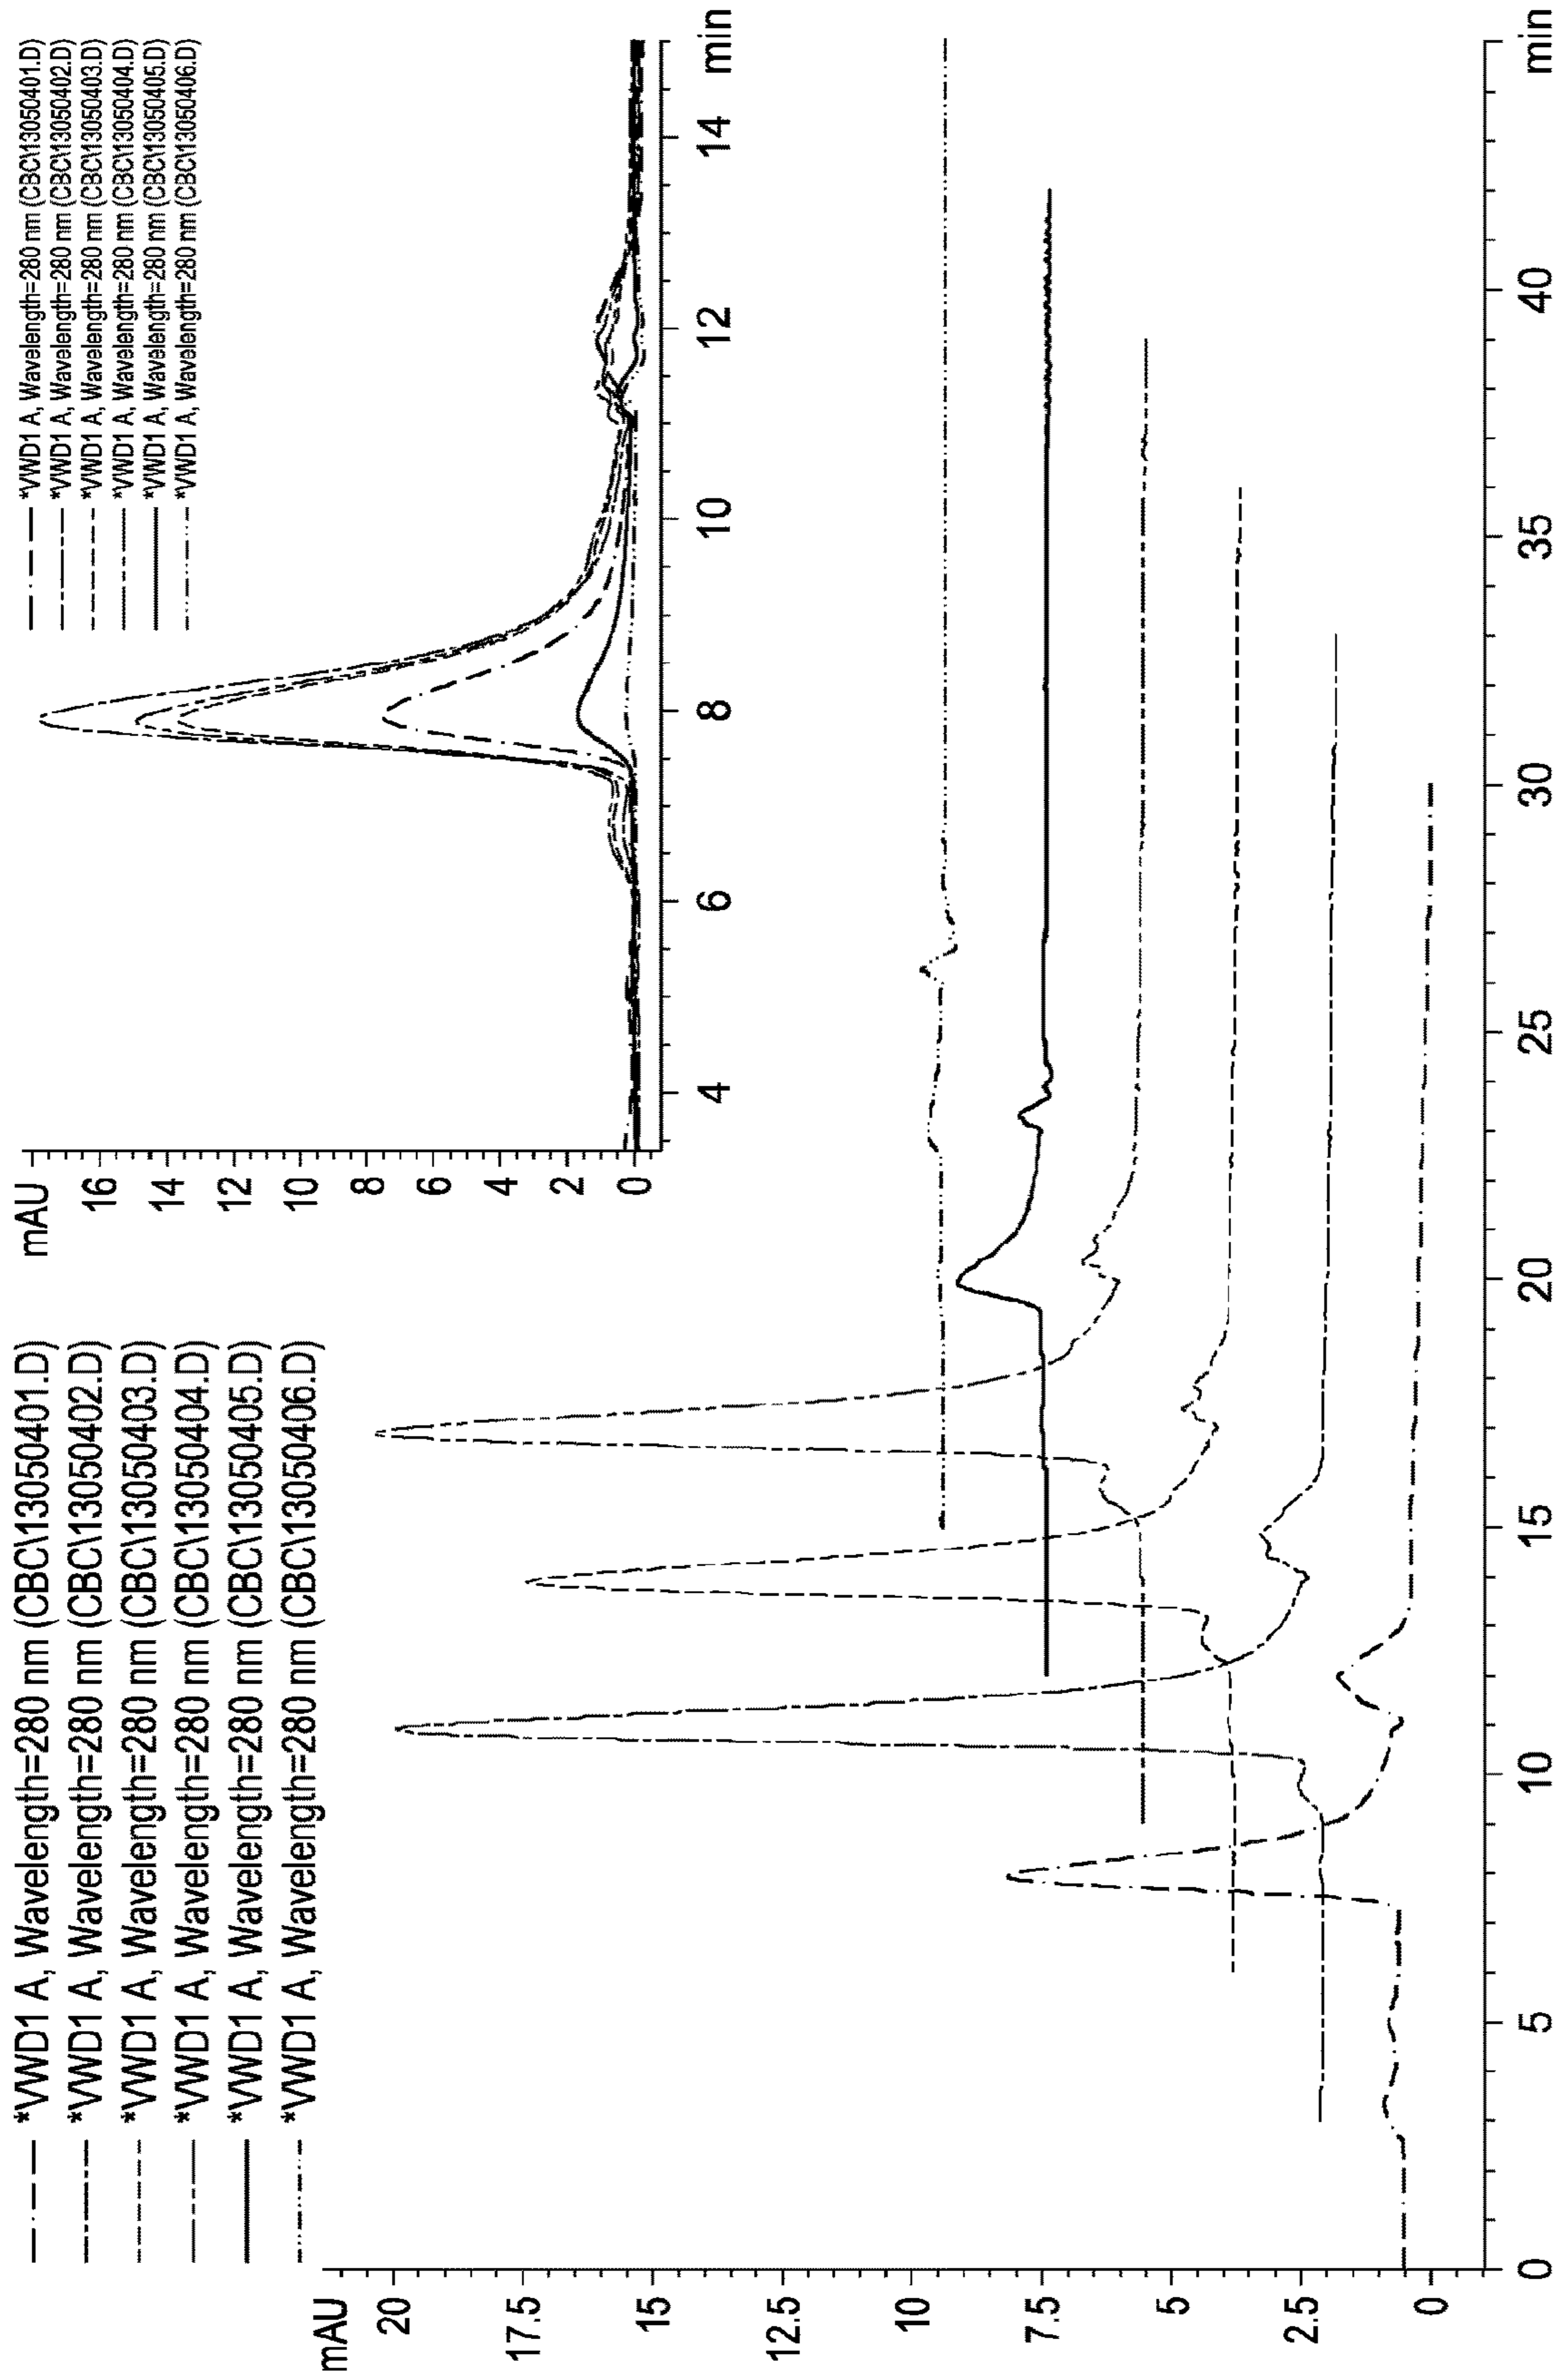 *VWD1 A, Wavelength=280 nm (CBC\13050401.D)
*VWD1 A, Wavelength=280 nm (CBC\13050402.D)
*VWD1 A, Wavelength=280 nm (CBC\13050403.D)
*VWD1 A, Wavelength=280 nm (CBC\13050404.D)
*VWD1 A, Wavelength=280 nm (CBC\13050405.D)
*VWD1 A, Wavelength=280 nm (CBC\13050406.D)
mAU
20
17.5
15
12.5
10
7.5
5
2.5
0
0 5 10 15 20 25 30 35 40 min
*VWD1 A, Wavelength=280 nm (CBC\13050401.D)
*VWD1 A, Wavelength=280 nm (CBC\13050402.D)
*VWD1 A, Wavelength=280 nm (CBC\13050403.D)
*VWD1 A, Wavelength=280 nm (CBC\13050404.D)
*VWD1 A, Wavelength=280 nm (CBC\13050405.D)
*VWD1 A, Wavelength=280 nm (CBC\13050406.D)
mAU
16
14
12
10
8
6
4
2
0
4 6 8 10 12 14 min